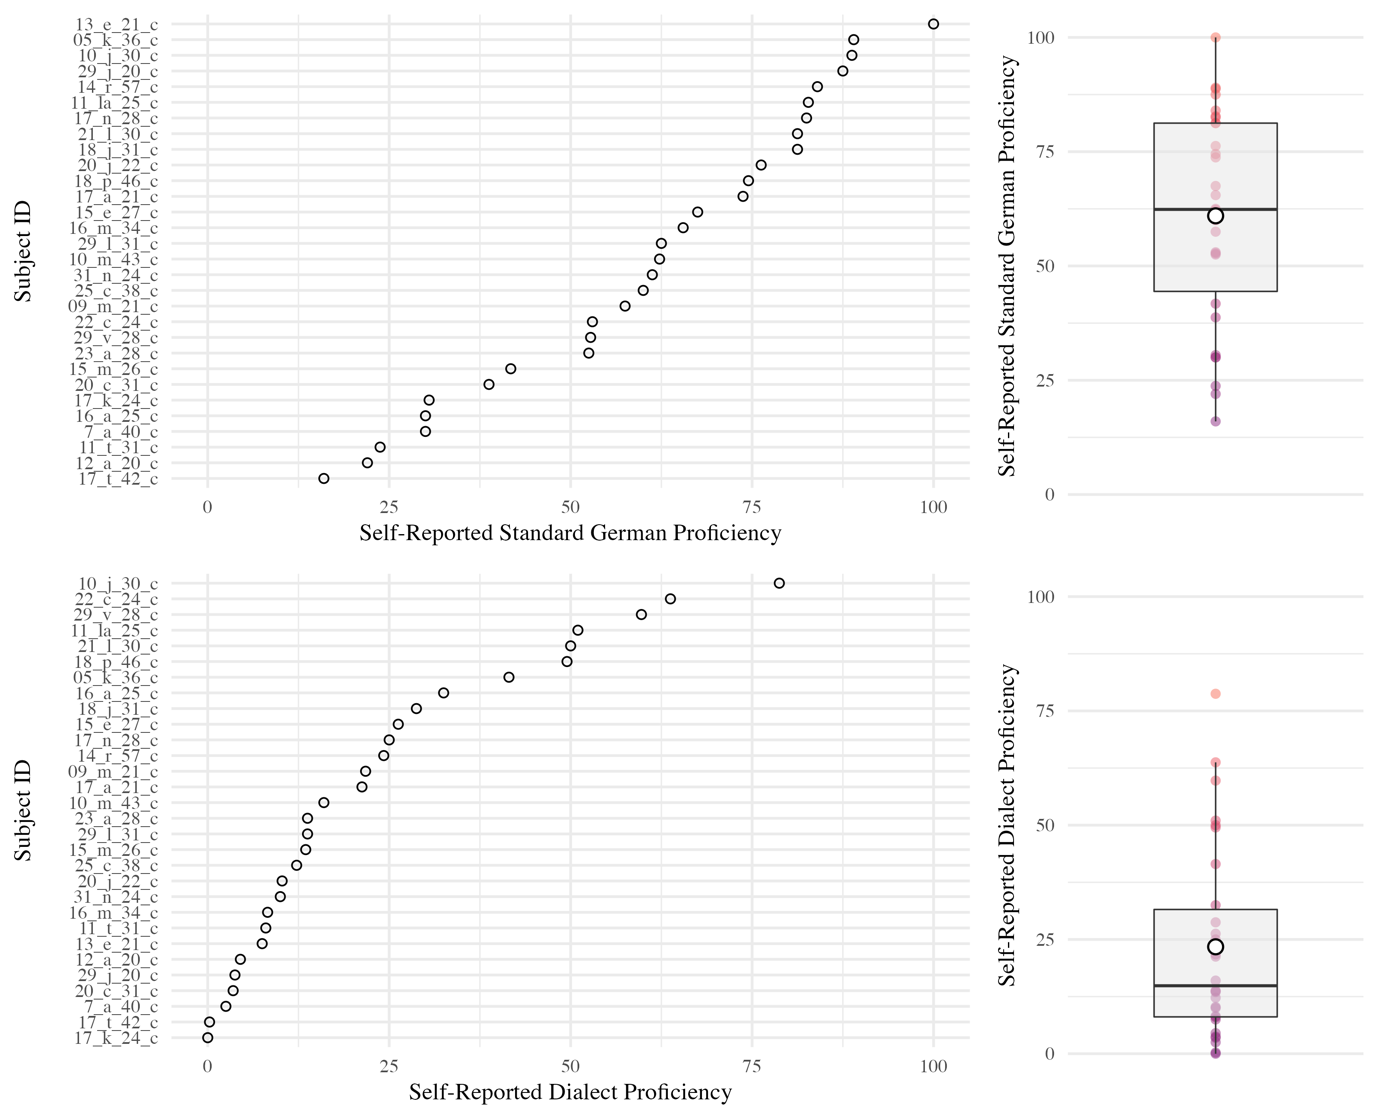 13_e_21_c
05_k_36_c
10_j_30_c
29_j_20_c
14_r_57_c
11_la_25_c
17_n_28_c
21_l_30_c
18_j_31_c
20_j_22_c
18_p_46_c
17_a_21_c
15_e_27_c
16_m_34_c
29_l_31_c
10_m_43_c
31_n_24_c
25_c_38_c
09_m_21_c
22_c_24_c
29_v_28_c
23_a_28_c
15_m_26_c
20_c_31_c
17_k_24_c
16_a_25_c
7_a_40_c
11_t_31_c
12_a_20_c
17_t_42_c
Subject ID
0 25 50 75 100
Self-Reported Standard German Proficiency
100
75
50
25
0
Self-Reported Standard German Proficiency
10_j_30_c
22_c_24_c
29_v_28_c
11_la_25_c
21_l_30_c
18_p_46_c
05_k_36_c
16_a_25_c
18_j_31_c
15_e_27_c
17_n_28_c
14_r_57_c
09_m_21_c
17_a_21_c
10_m_43_c
23_a_28_c
29_l_31_c
15_m_26_c
25_c_38_c
20_j_22_c
31_n_24_c
16_m_34_c
11_t_31_c
13_e_21_c
12_a_20_c
29_j_20_c
20_c_31_c
7_a_40_c
17_t_42_c
17_k_24_c
Subject ID
0 25 50 75 100
Self-Reported Dialect Proficiency
100
75
50
25
0
Self-Reported Dialect Proficiency